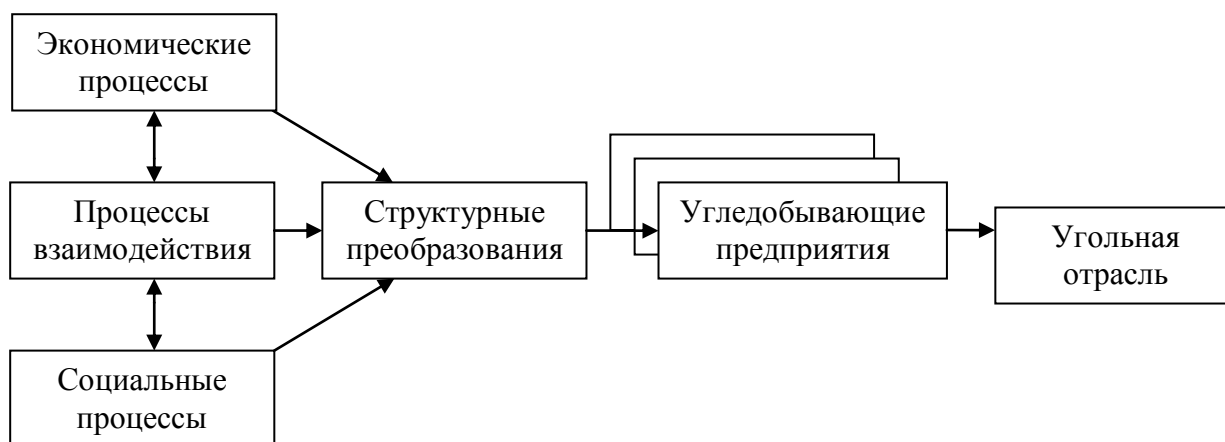 Экономические
процессы
Процессы
взаимодействия
Структурные
преобразования
Угледобывающие
предприятия
Угольная
отрасль
Социальные
процессы